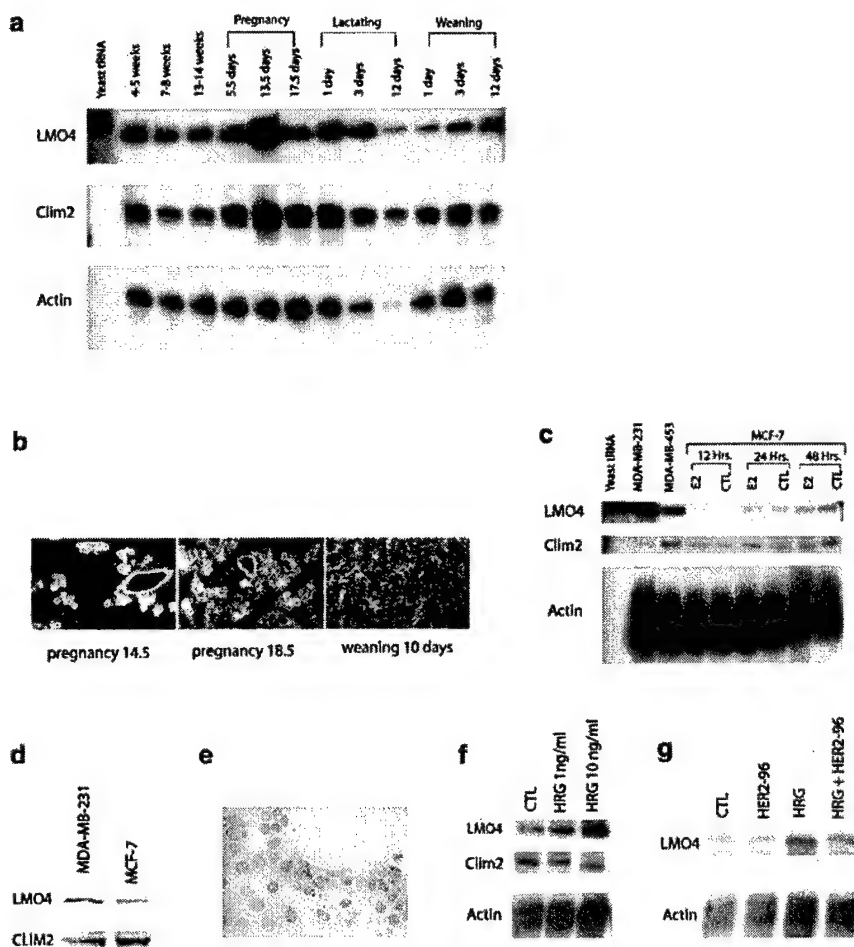 a
Pregnancy Lactating Weaning
Yeast tRNA 4-5 weeks 7-8 weeks 13-14 weeks 5.5 days 13.5 days 17.5 days 1 day 3 days 12 days 1 day 3 days 12 days
LMO4
Clim2
Actin
b
pregnancy 14.5 pregnancy 18.5 weaning 10 days
c
MCF-7
12 Hrs. 24 Hrs. 48 Hrs.
Yeast tRNA MDA-MB-231 MDA-MB-453 E2 CTL E2 CTL E2 CTL
LMO4
Clim2
Actin
d
MDA-MB-231 MCF-7
LMO4
CLIM2
e
f
CTL HRG 1ng/ml HRG 10 ng/ml
LMO4
Clim2
Actin
g
CTL HER2-96 HRG HRG + HER2-96
LMO4
Actin